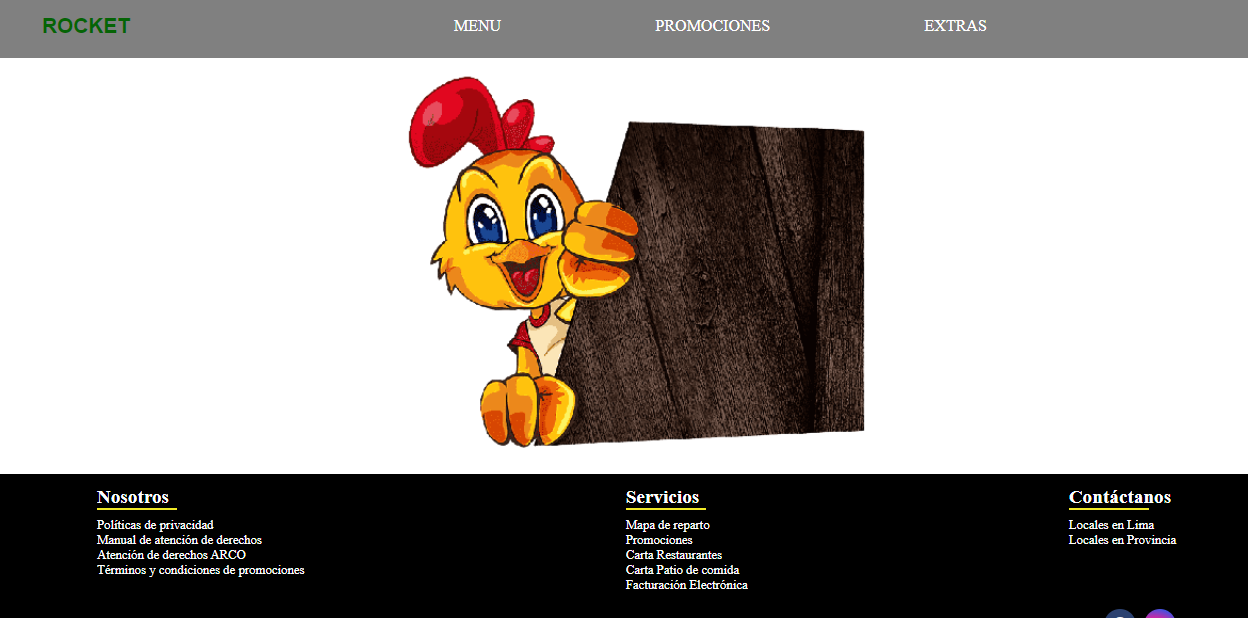 ROCKET
MENU
PROMOCIONES
EXTRAS
Nosotros
Políticas de privacidad
Manual de atención de derechos
Atención de derechos ARCO
Términos y condiciones de promociones
Servicios
Mapa de reparto
Promociones
Carta Restaurantes
Carta Patio de comida
Facturación Electrónica
Contáctanos
Locales en Lima
Locales en Provincia